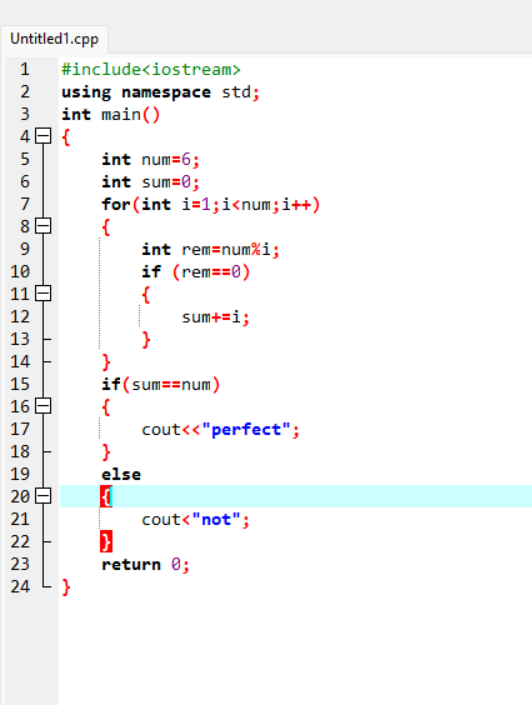 Untitled1.cpp
1 #include<iostream>
2 using namespace std;
3 int main()
4 {
5 int num=6;
6 int sum=0;
7 for(int i=1;i<num;i++)
8 {
9 int rem=num%i;
10 if (rem==0)
11 {
12 sum+=i;
13 }
14 }
15 if(sum==num)
16 {
17 cout<<"perfect";
18 }
19 else
20 {
21 cout<"not";
22 }
23 return 0;
24 }